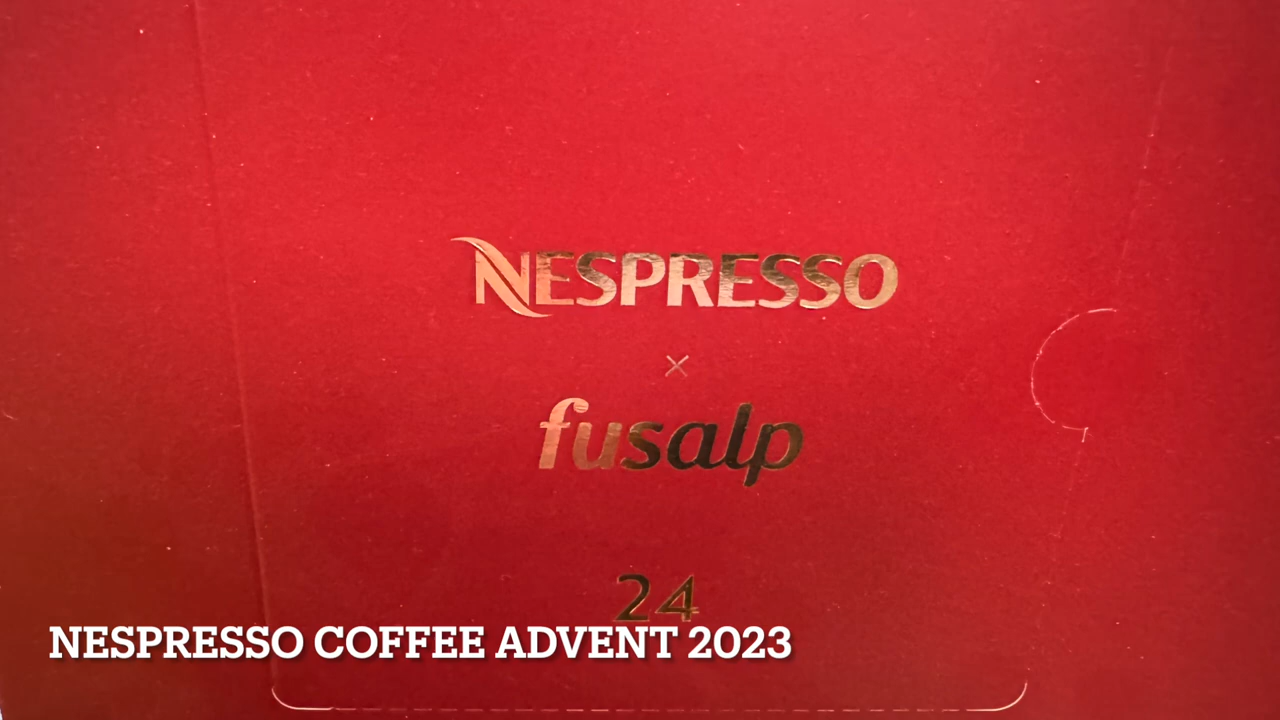 NESPRESSO
×
fusalp
24
NESPRESSO COFFEE ADVENT 2023